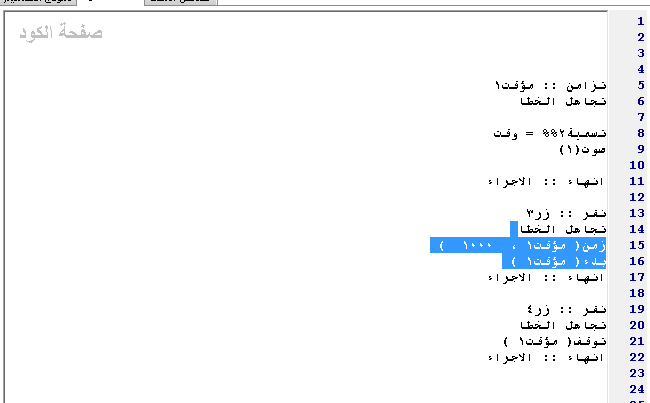 صفحة الكود
1
2
3
4
5 تزامن :: مؤقت١
6 تجاهل الخطا
7
8 تسمية٢%% = وقت
9 صوت(١)
10
11 انهاء :: الاجراء
12
13 نقر :: زر٣
14 تجاهل الخطا
15 زمن( مؤقت١ ، ١٠٠٠ )
16 بدء( مؤقت١ )
17 انهاء :: الاجراء
18
19 نقر :: زر٤
20 تجاهل الخطا
21 توقف( مؤقت١ )
22 انهاء :: الاجراء
23
24